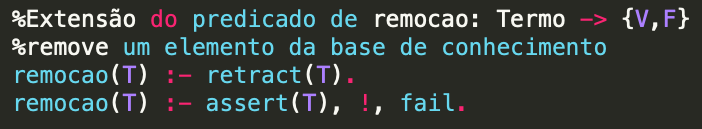 %Extensão do predicado de remocao: Termo -> {V,F}
%remove um elemento da base de conhecimento
remocao(T) :- retract(T).
remocao(T) :- assert(T), !, fail.